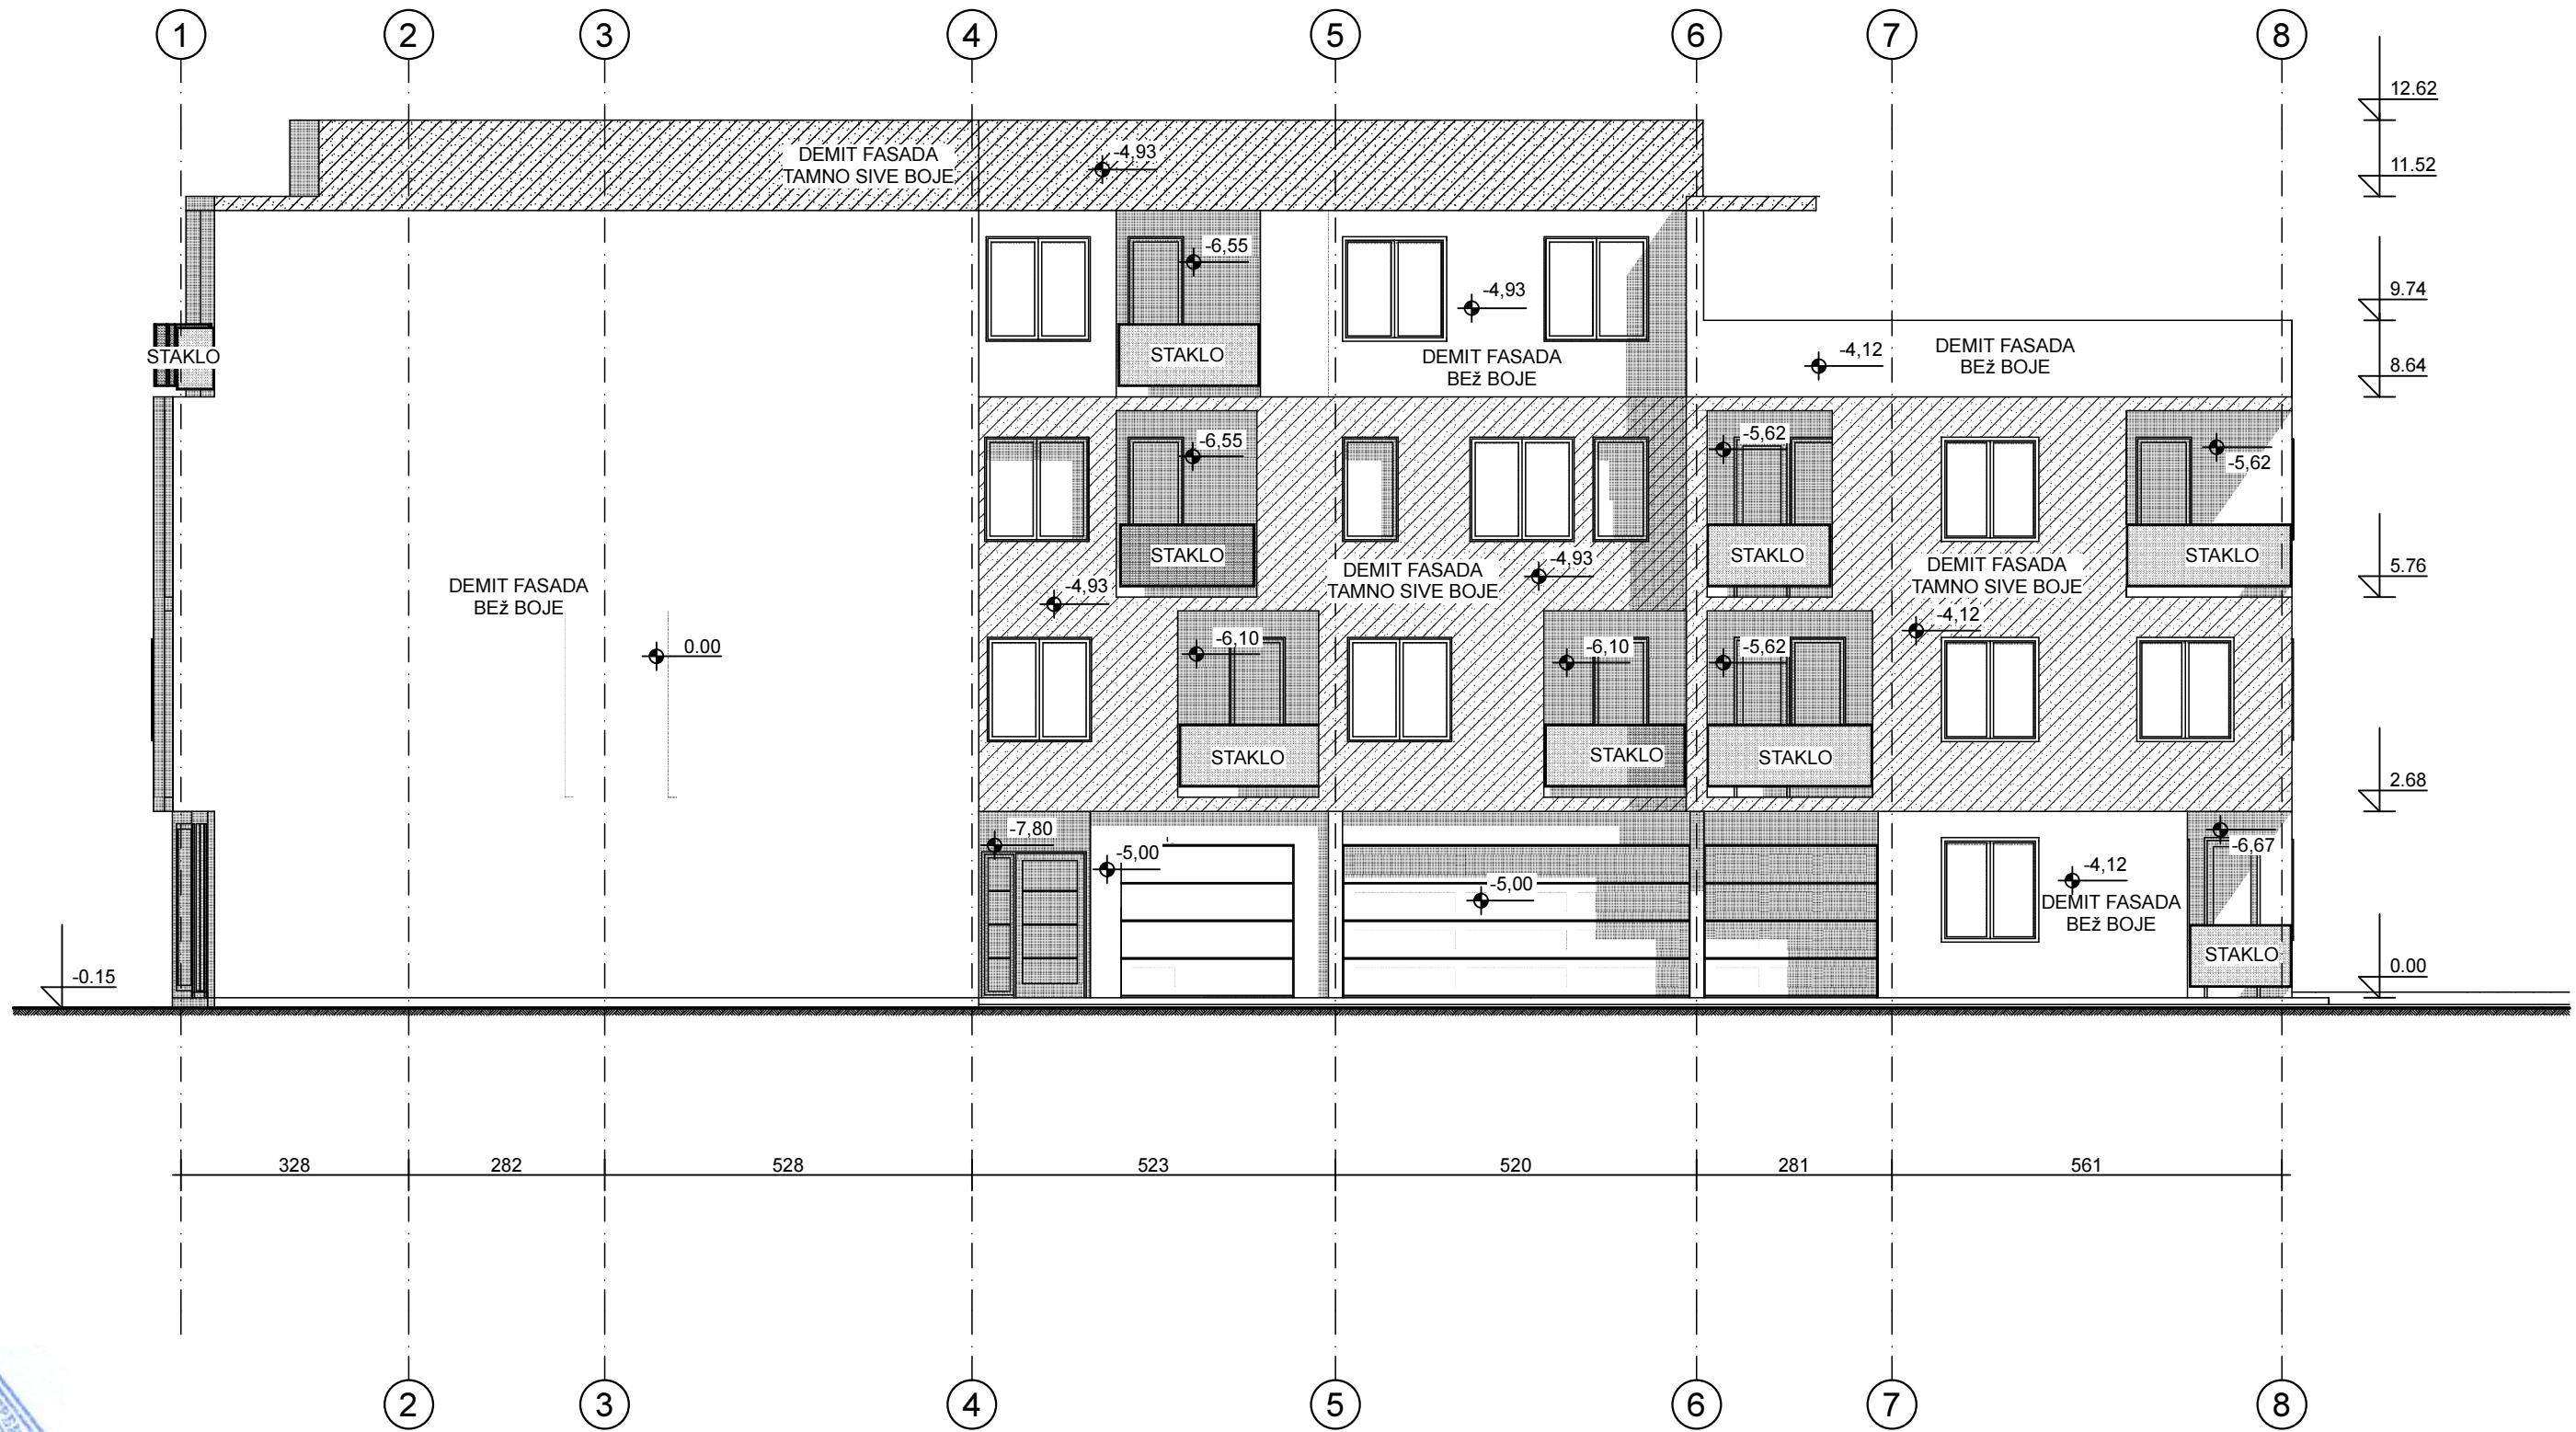 1 2 3 4 5 6 7 8
12.62
DEMIT FASADA
TAMNO SIVE BOJE
-4,93
11.52
-6,55
-4,93
9.74
STAKLO
STAKLO
DEMIT FASADA
BEž BOJE
-4,12
DEMIT FASADA
BEž BOJE
8.64
-6,55
-5,62
-5,62
STAKLO
STAKLO
STAKLO
DEMIT FASADA
BEž BOJE
-4,93
DEMIT FASADA
TAMNO SIVE BOJE
-4,93
DEMIT FASADA
TAMNO SIVE BOJE
5.76
-4,12
0.00
-6,10
-6,10
-5,62
STAKLO
STAKLO
STAKLO
2.68
-7,80
-5,00
-5,00
-4,12
DEMIT FASADA
BEž BOJE
-6,67
STAKLO
-0.15
0.00
328 282 528 523 520 281 561
2 3 4 5 6 7 8